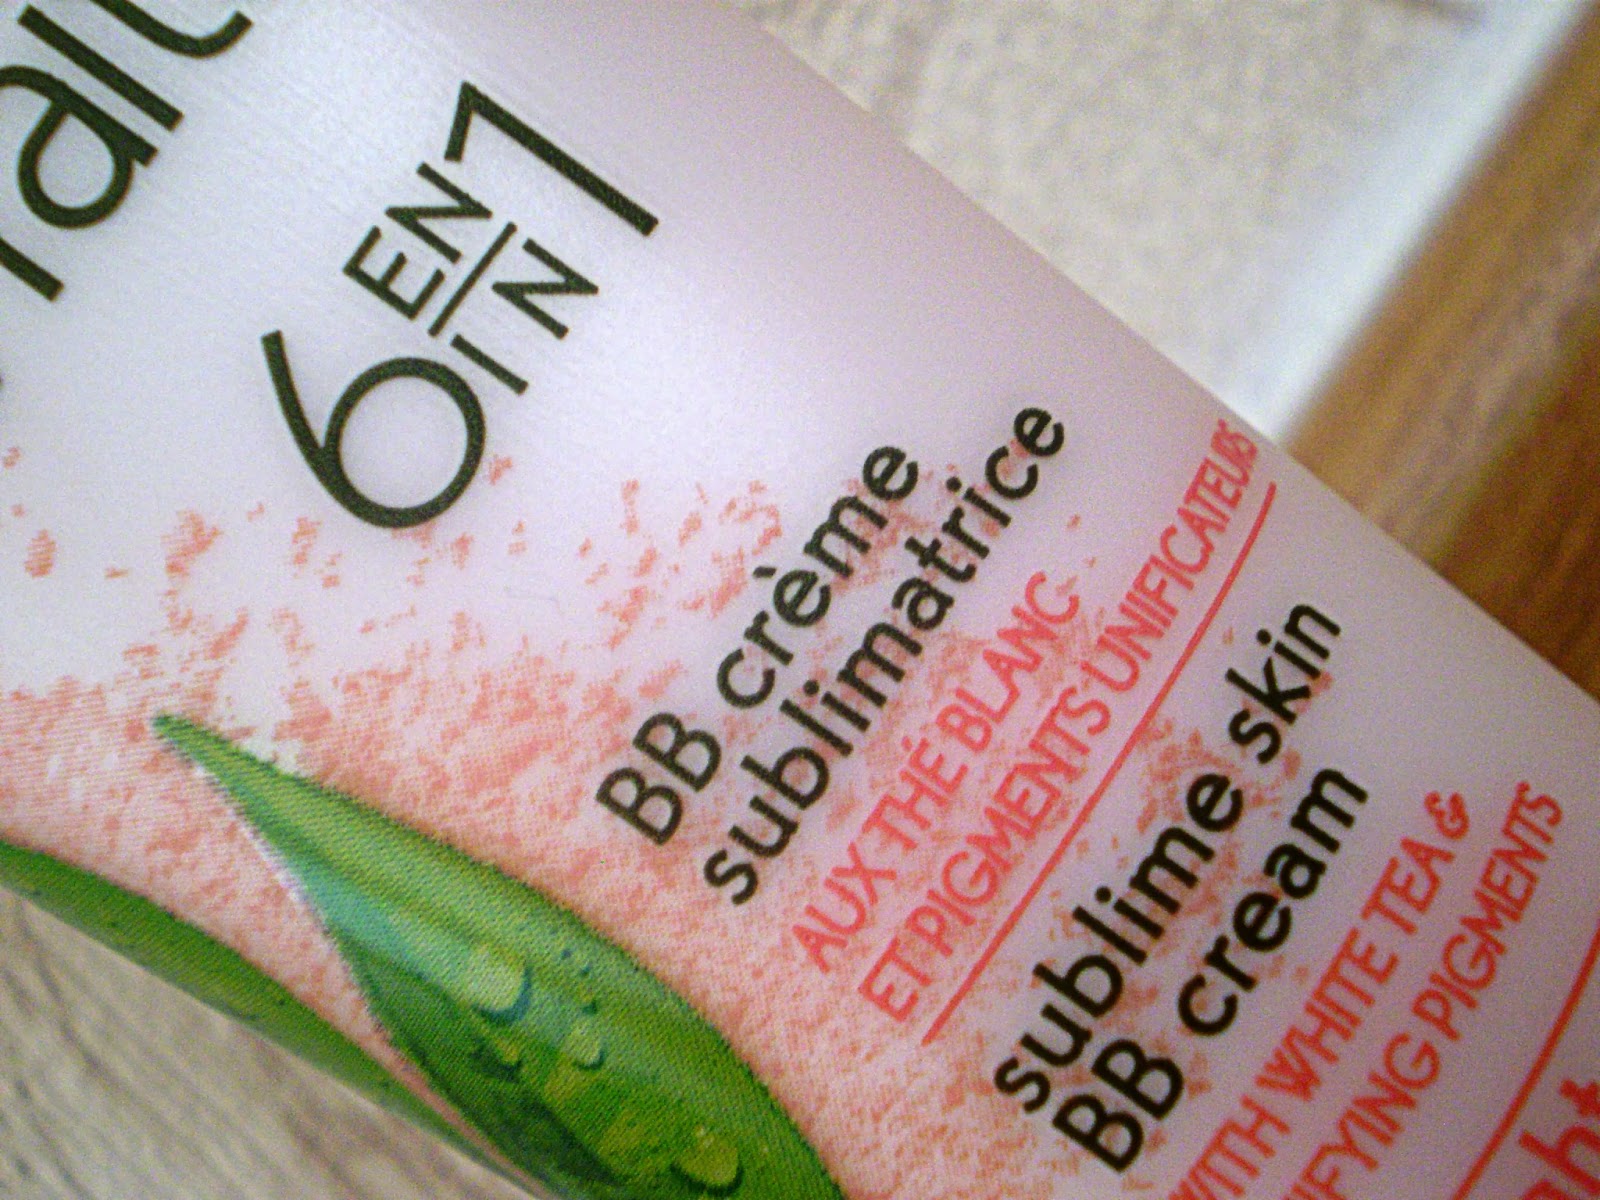 6 EN 1
IN
BB crème
sublimatrice
AUX THÉ BLANC
ET PIGMENTS UNIFICATEURS
sublime skin
BB cream
WITH WHITE TEA &
PIGMENTS